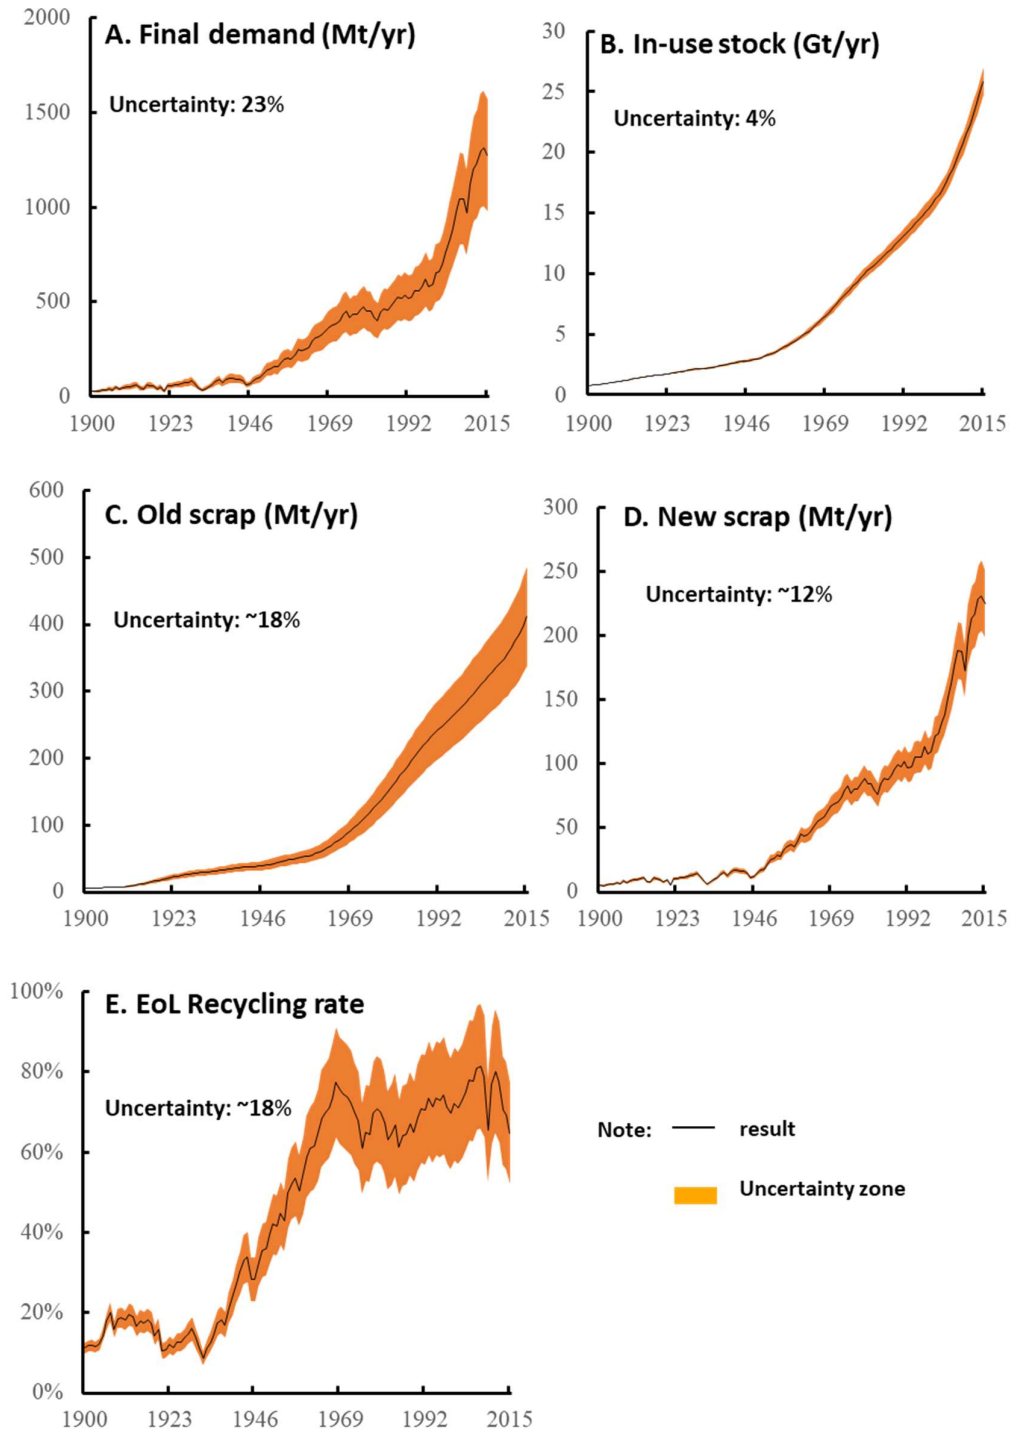 A. Final demand (Mt/yr)
Uncertainty: 23%
2000
1500
1000
500
0
1900 1923 1946 1969 1992 2015
B. In-use stock (Gt/yr)
Uncertainty: 4%
30
25
20
15
10
5
0
1900 1923 1946 1969 1992 2015
C. Old scrap (Mt/yr)
Uncertainty: ~18%
600
500
400
300
200
100
0
1900 1923 1946 1969 1992 2015
D. New scrap (Mt/yr)
Uncertainty: ~12%
300
250
200
150
100
50
0
1900 1923 1946 1969 1992 2015
E. EoL Recycling rate
Uncertainty: ~18%
100%
80%
60%
40%
20%
0%
1900 1923 1946 1969 1992 2015
Note: result
Uncertainty zone